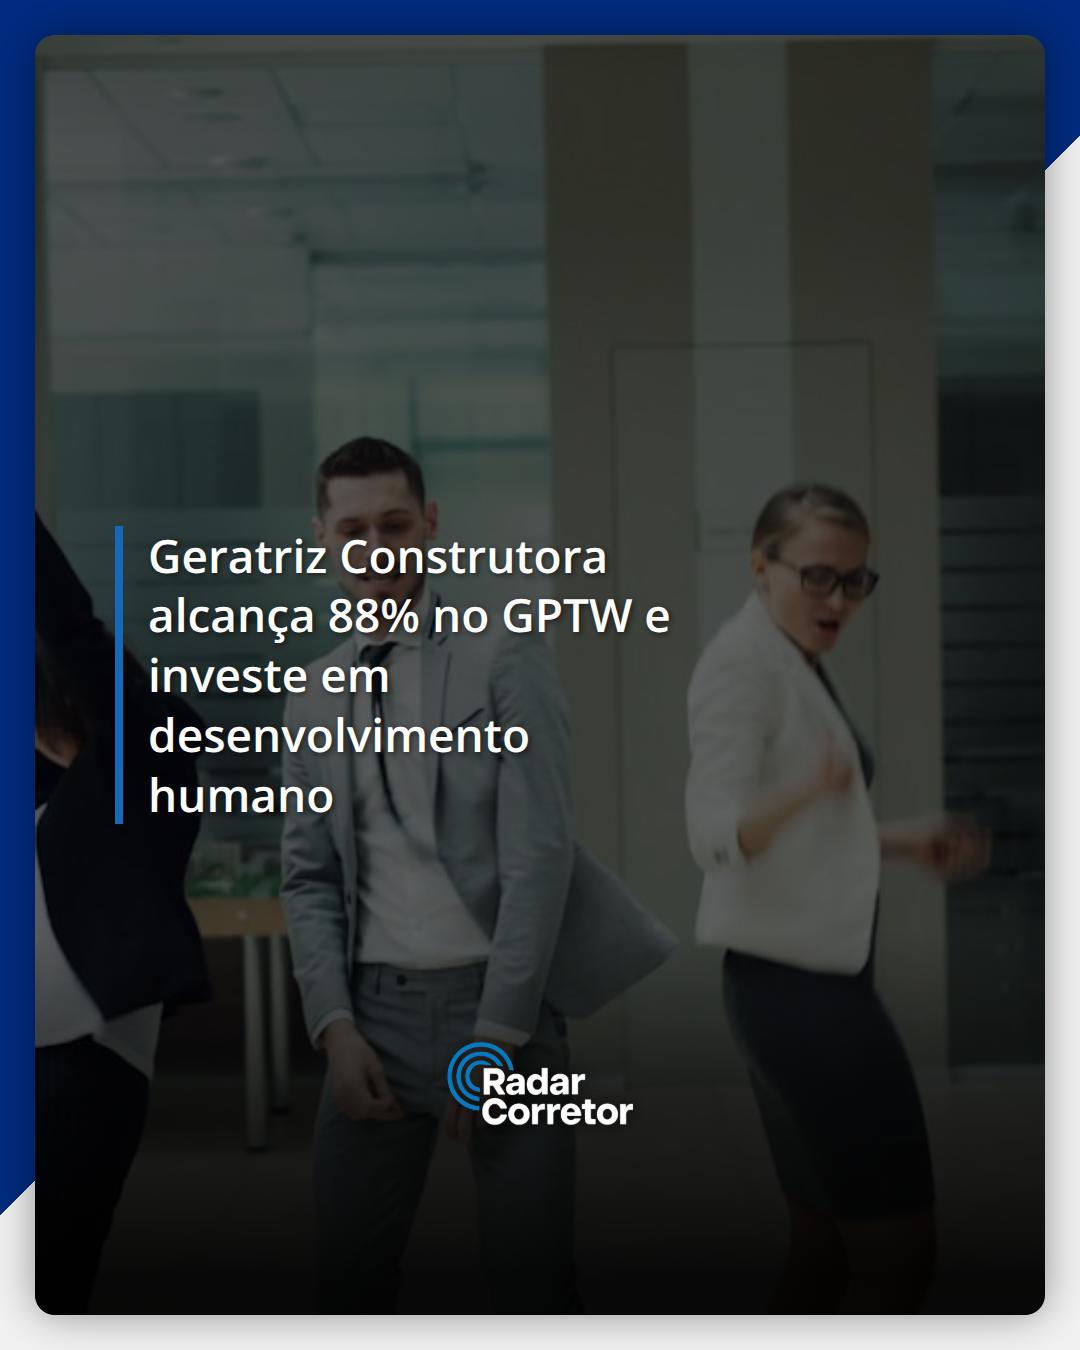 Geratriz Construtora
alcança 88% no GPTW e
investe em
desenvolvimento
humano
Radar
Corretor